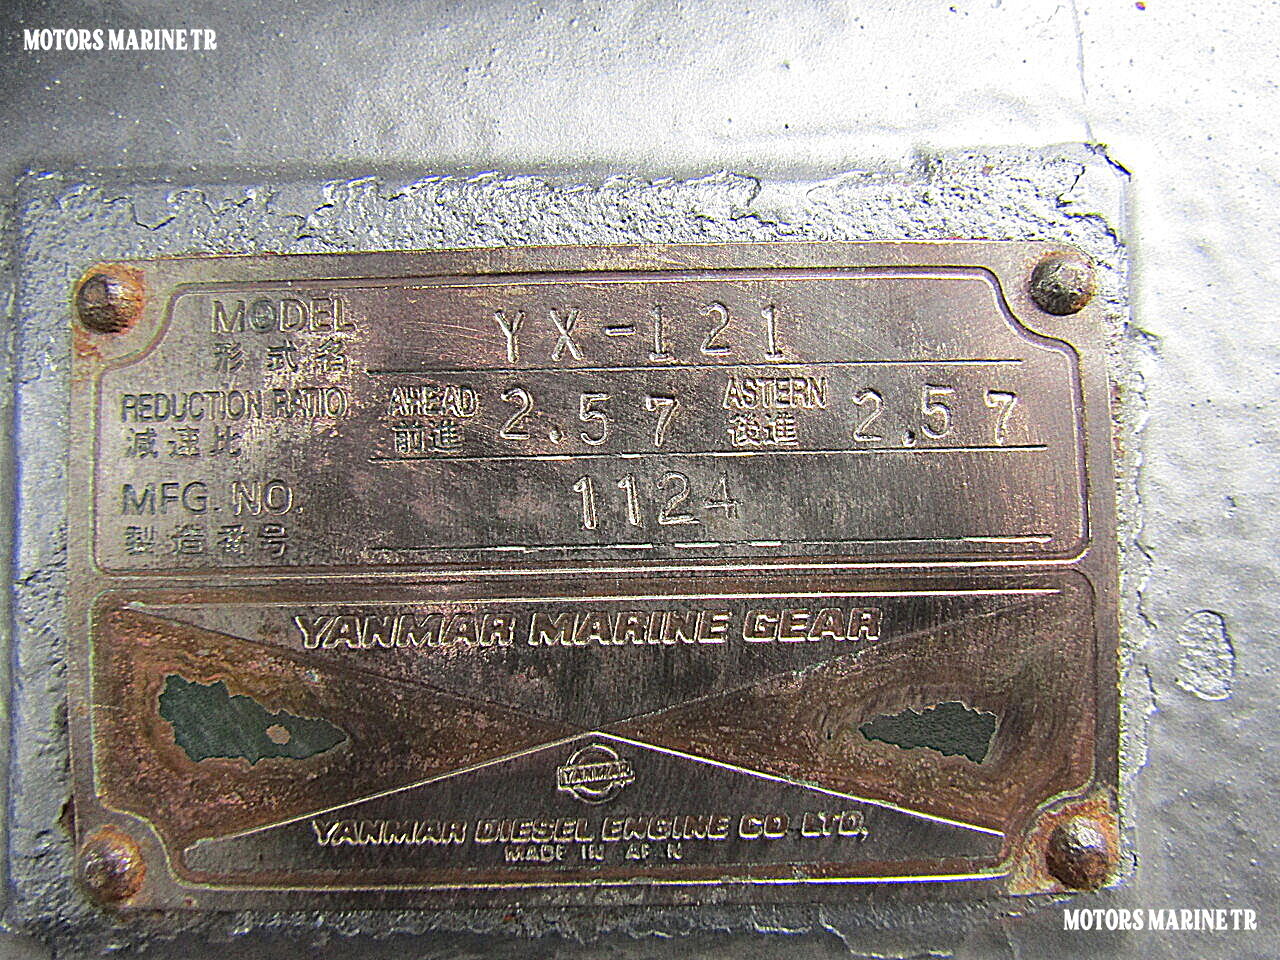 MOTORS MARINE TR
MODEL YX-121
形式名
REDUCTION RATIO AHEAD 2.57 ASTERN 2.57
減速比 前進 後進
MFG. NO. 1124
製造番号
YANMAR MARINE GEAR
YANMAR
YANMAR DIESEL ENGINE CO LTD,
MADE IN
MOTORS MARINE TR